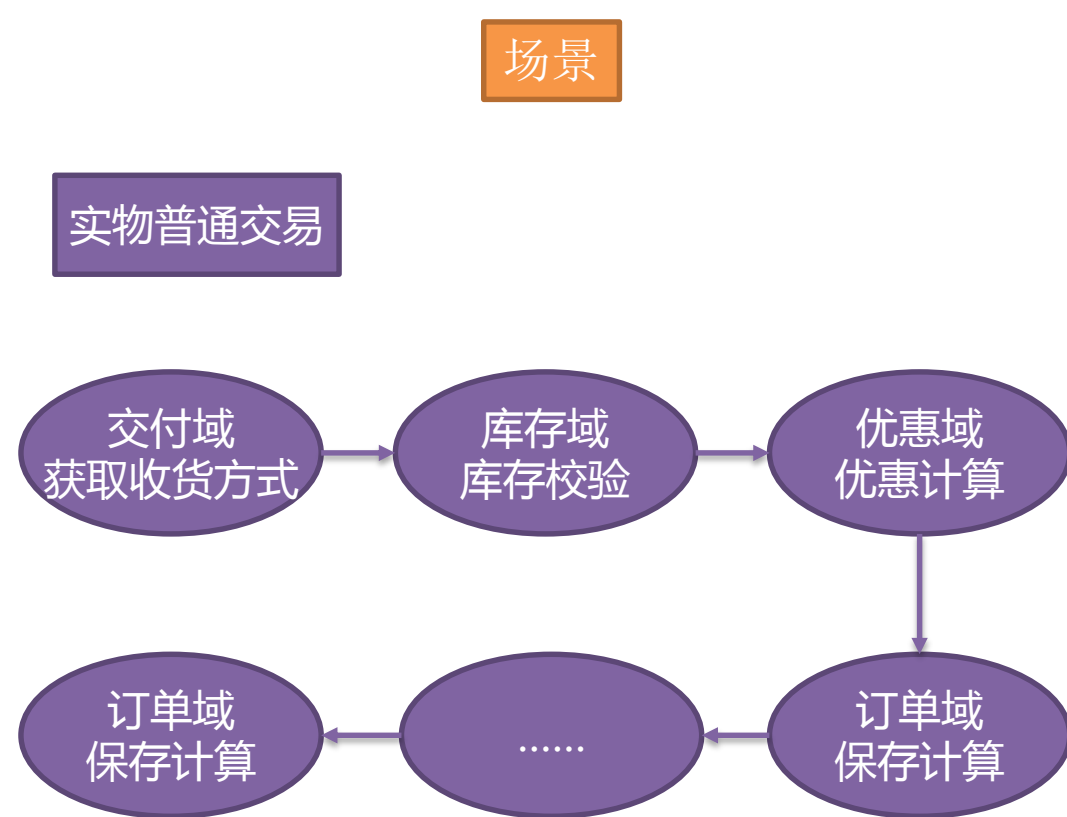 场景
实物普通交易
交付域
获取收货方式
库存域
库存校验
优惠域
优惠计算
订单域
保存计算
......
订单域
保存计算